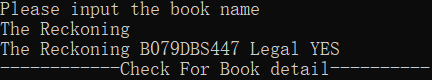 Please input the book name
The Reckoning
The Reckoning B079DBS447 Legal YES
------------Check For Book detail----------